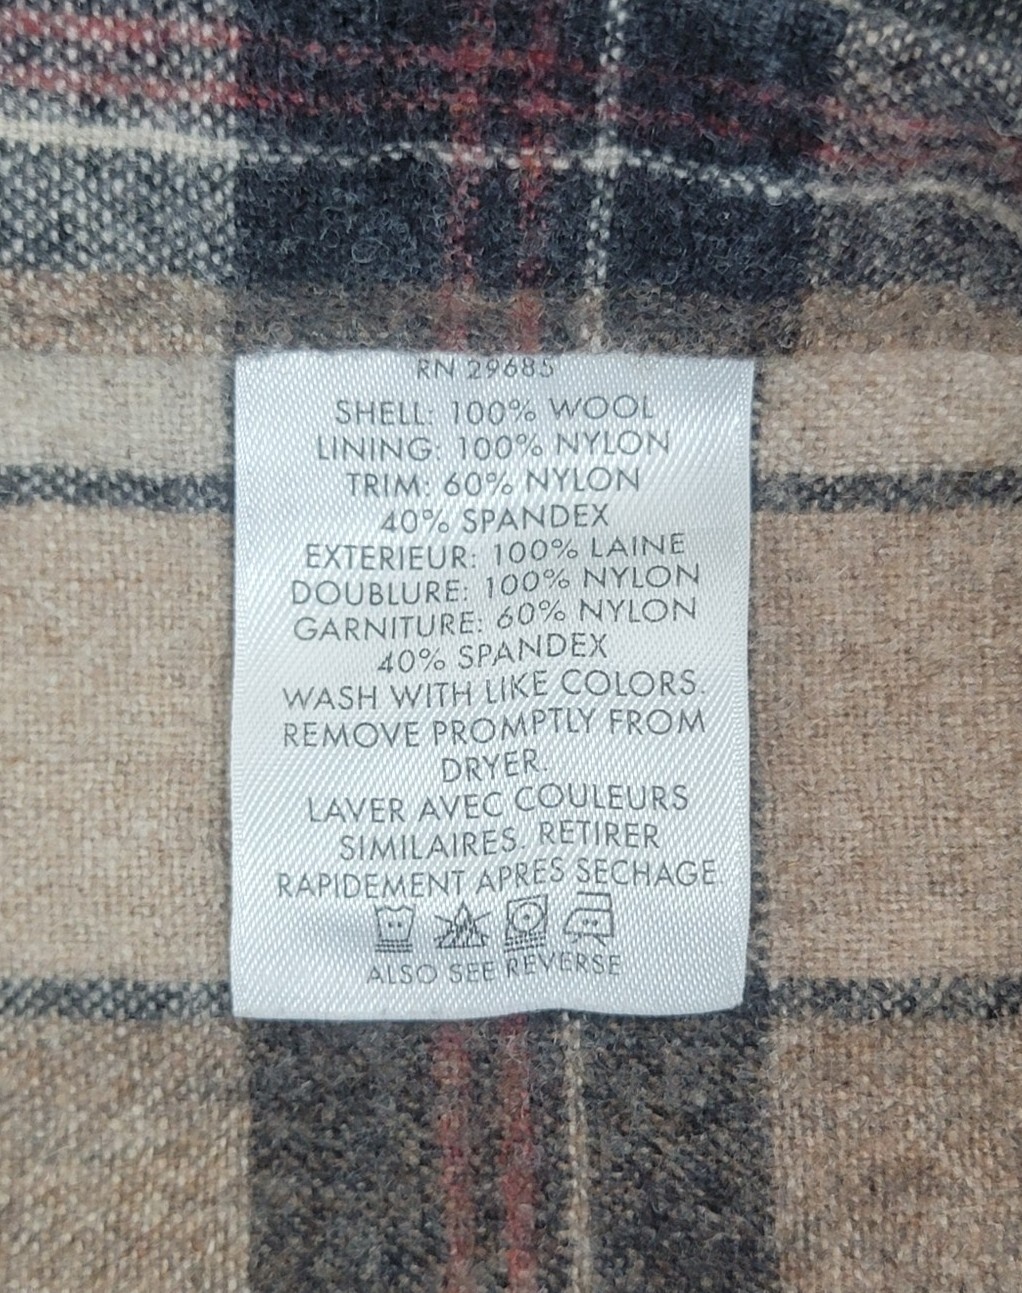 RN 29685
SHELL: 100% WOOL
LINING: 100% NYLON
TRIM: 60% NYLON
40% SPANDEX
EXTERIEUR: 100% LAINE
DOUBLURE: 100% NYLON
GARNITURE: 60% NYLON
40% SPANDEX
WASH WITH LIKE COLORS.
REMOVE PROMPTLY FROM
DRYER.
LAVER AVEC COULEURS
SIMILAIRES. RETIRER
RAPIDEMENT APRES SECHAGE.
ALSO SEE REVERSE